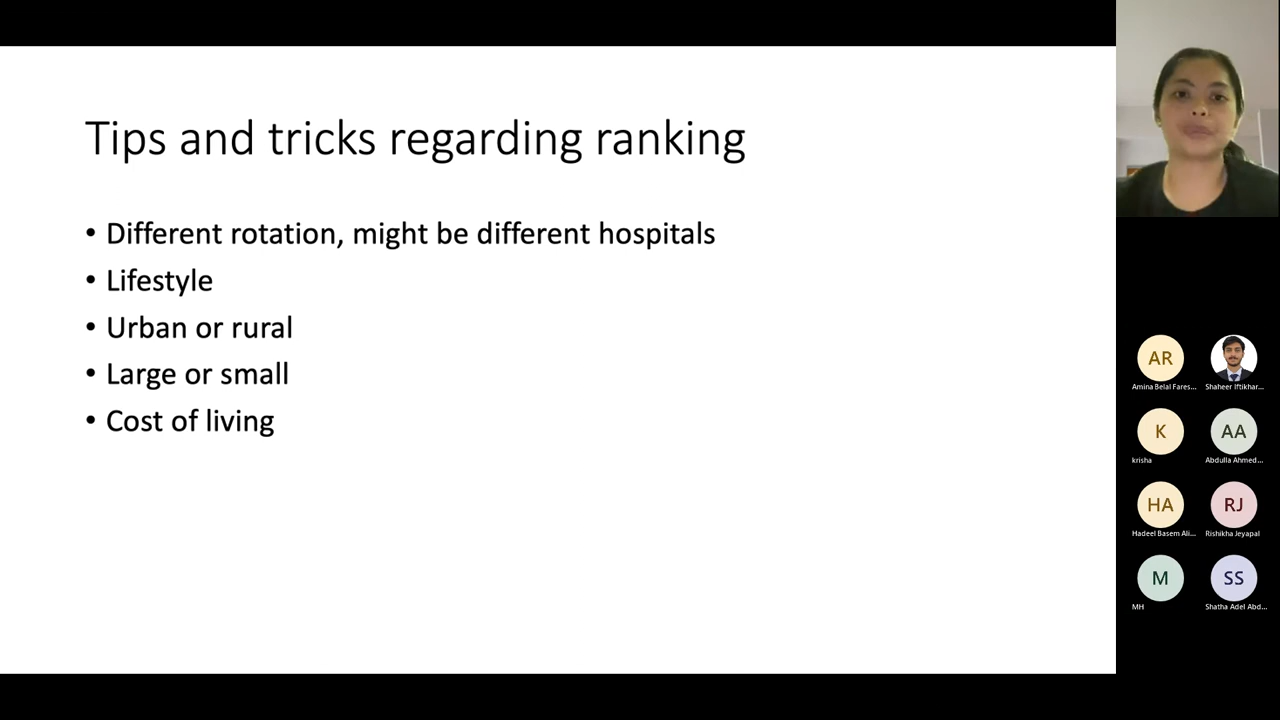 Tips and tricks regarding ranking
• Different rotation, might be different hospitals
• Lifestyle
• Urban or rural
• Large or small
• Cost of living
AR
Amina Belal Fares...
Shaheer Iftikhar...
K
krisha
AA
Abdulla Ahmed...
HA
Hadeel Basem Ali...
RJ
Rishikha Jeyapal
M
MH
SS
Shatha Adel Abd...